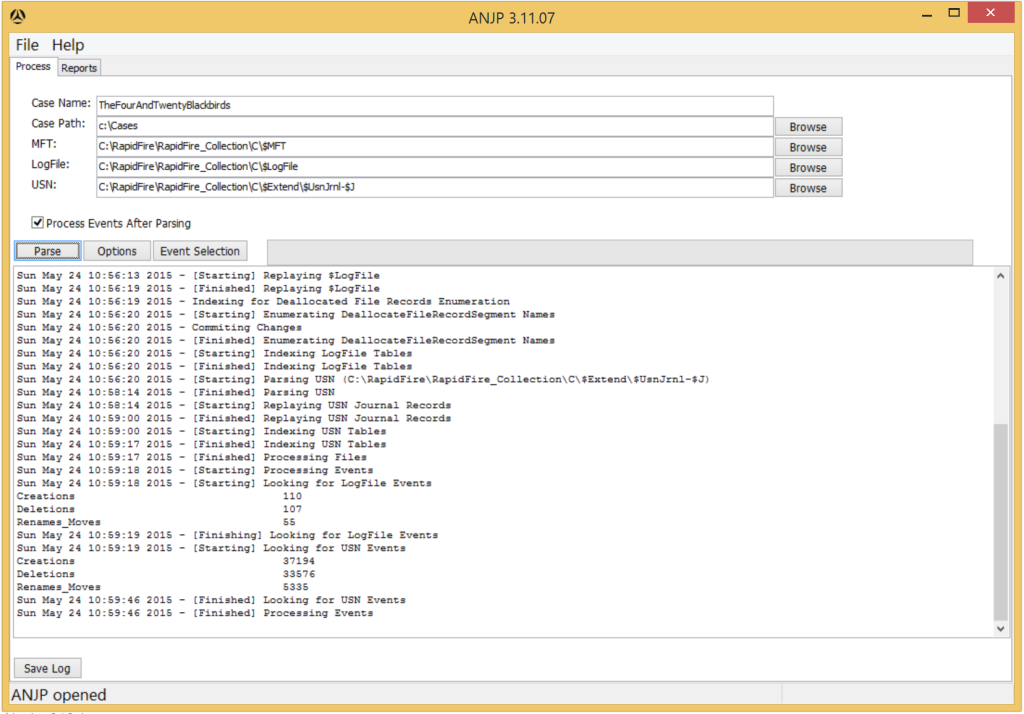 ANJP 3.11.07
File Help
Process Reports
Case Name: TheFourAndTwentyBlackbirds
Case Path: c:\Cases Browse
MFT: C:\RapidFire\RapidFire_Collection\C\$MFT Browse
LogFile: C:\RapidFire\RapidFire_Collection\C\$LogFile Browse
USN: C:\RapidFire\RapidFire_Collection\C\$Extend\$UsnJrnl-$J Browse
Process Events After Parsing
Parse Options Event Selection
Sun May 24 10:56:13 2015 - [Starting] Replaying $LogFile
Sun May 24 10:56:19 2015 - [Finished] Replaying $LogFile
Sun May 24 10:56:19 2015 - Indexing for Deallocated File Records Enumeration
Sun May 24 10:56:20 2015 - [Starting] Enumerating DeallocateFileRecordSegment Names
Sun May 24 10:56:20 2015 - Commiting Changes
Sun May 24 10:56:20 2015 - [Finished] Enumerating DeallocateFileRecordSegment Names
Sun May 24 10:56:20 2015 - [Starting] Indexing LogFile Tables
Sun May 24 10:56:20 2015 - [Finished] Indexing LogFile Tables
Sun May 24 10:56:20 2015 - [Starting] Parsing USN (C:\RapidFire\RapidFire_Collection\C\$Extend\$UsnJrnl-$J)
Sun May 24 10:58:14 2015 - [Finished] Parsing USN
Sun May 24 10:58:14 2015 - [Starting] Replaying USN Journal Records
Sun May 24 10:59:00 2015 - [Finished] Replaying USN Journal Records
Sun May 24 10:59:00 2015 - [Starting] Indexing USN Tables
Sun May 24 10:59:17 2015 - [Finished] Indexing USN Tables
Sun May 24 10:59:17 2015 - [Finished] Processing Files
Sun May 24 10:59:18 2015 - [Starting] Processing Events
Sun May 24 10:59:18 2015 - [Starting] Looking for LogFile Events
Creations 110
Deletions 107
Renames_Moves 55
Sun May 24 10:59:19 2015 - [Finishing] Looking for LogFile Events
Sun May 24 10:59:19 2015 - [Starting] Looking for USN Events
Creations 37194
Deletions 33576
Renames_Moves 5335
Sun May 24 10:59:46 2015 - [Finished] Looking for USN Events
Sun May 24 10:59:46 2015 - [Finished] Processing Events
Save Log
ANJP opened